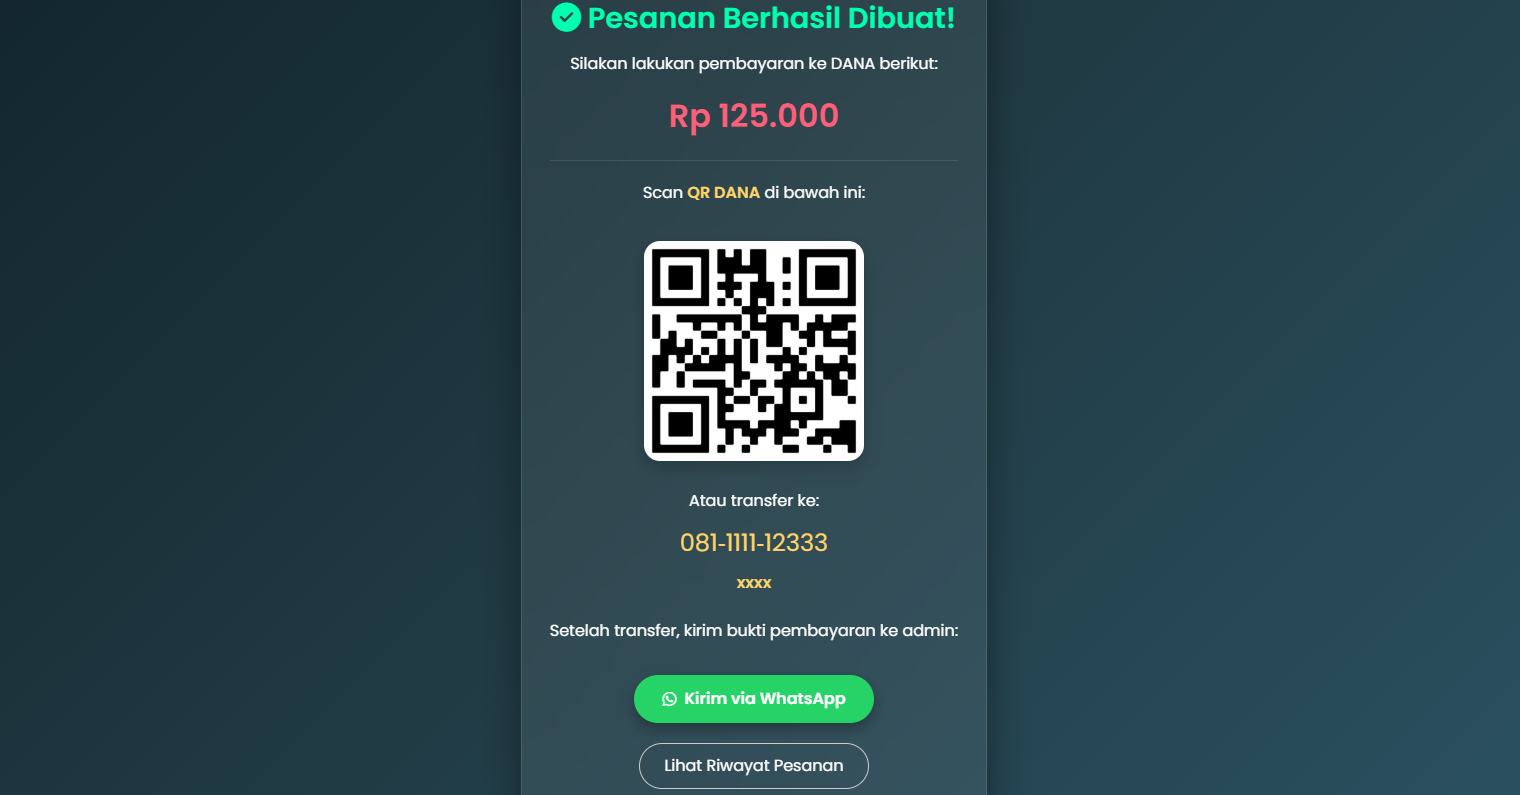 Pesanan Berhasil Dibuat!
Silakan lakukan pembayaran ke DANA berikut:
Rp 125.000
Scan QR DANA di bawah ini:
Atau transfer ke:
081-1111-12333
xxxx
Setelah transfer, kirim bukti pembayaran ke admin:
Kirim via WhatsApp
Lihat Riwayat Pesanan